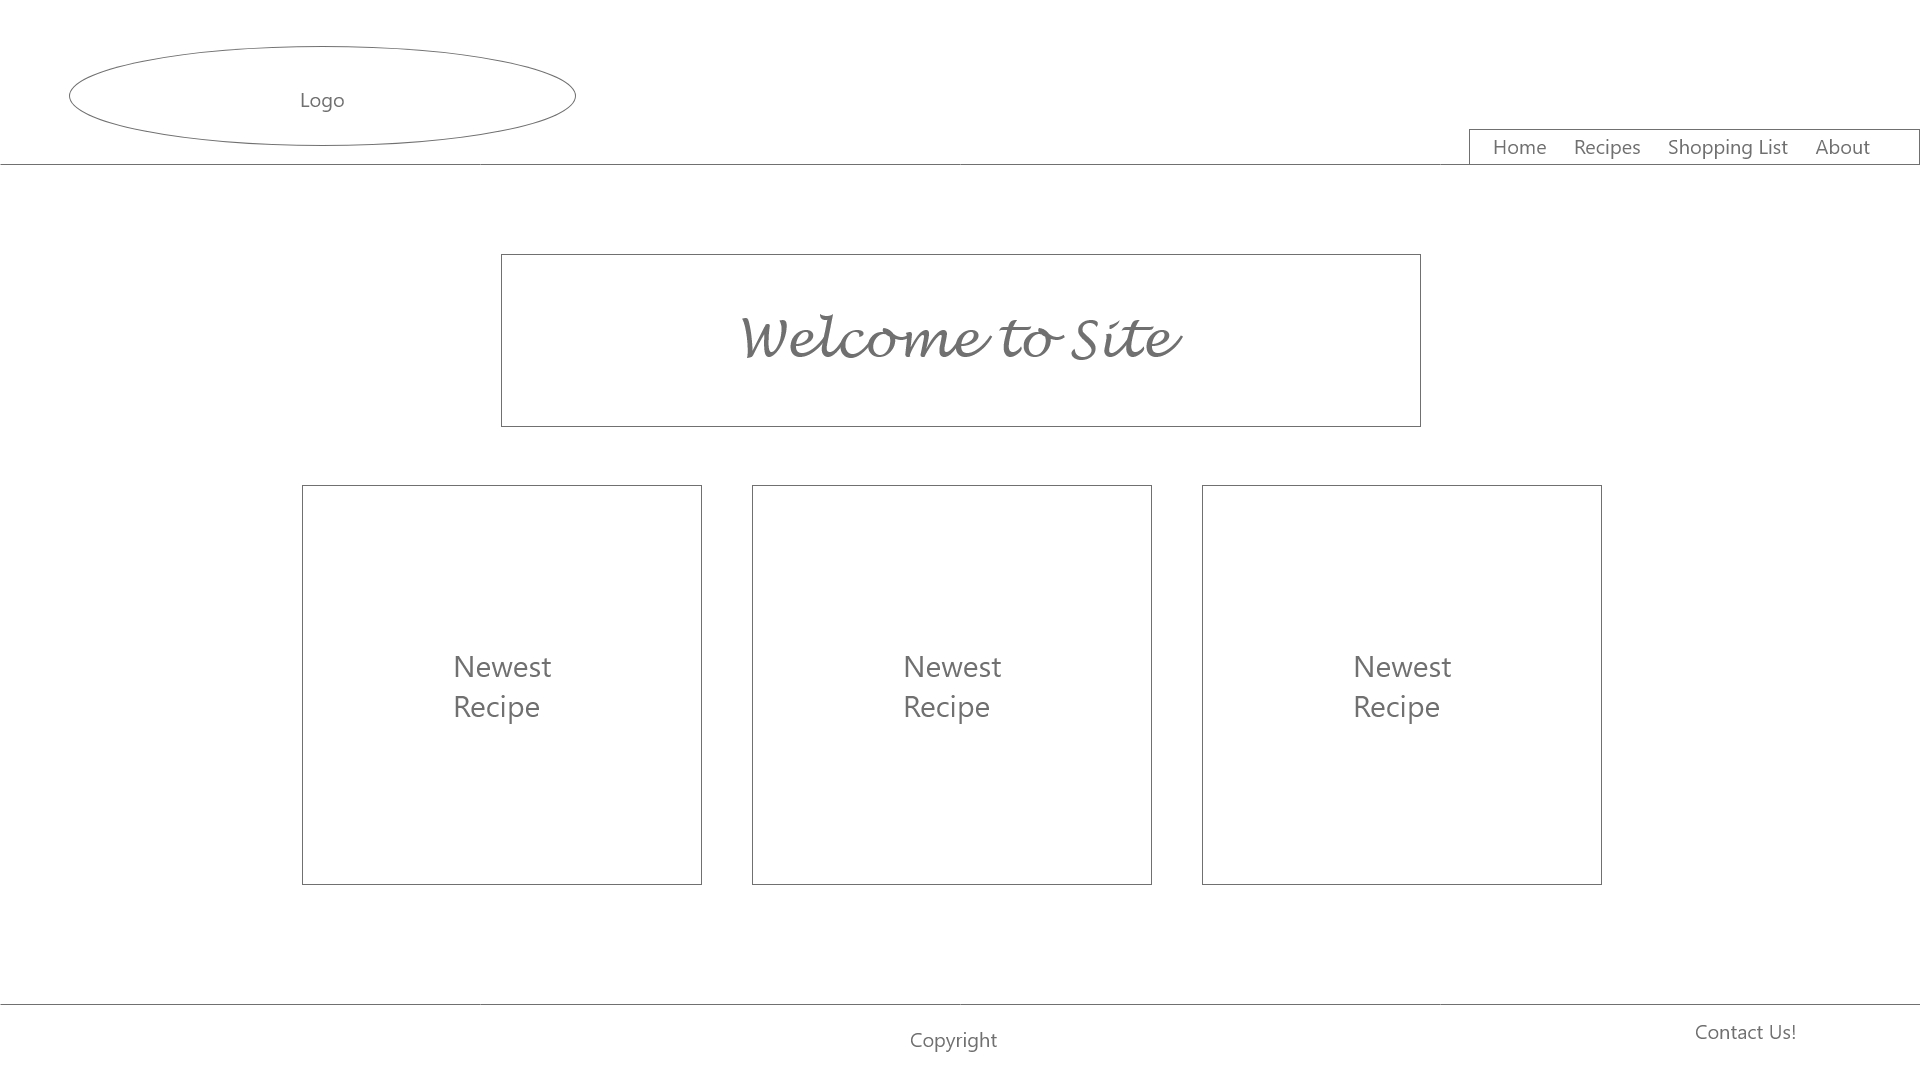 Logo
Home Recipes Shopping List About
Welcome to Site
Newest
Recipe
Newest
Recipe
Newest
Recipe
Copyright
Contact Us!